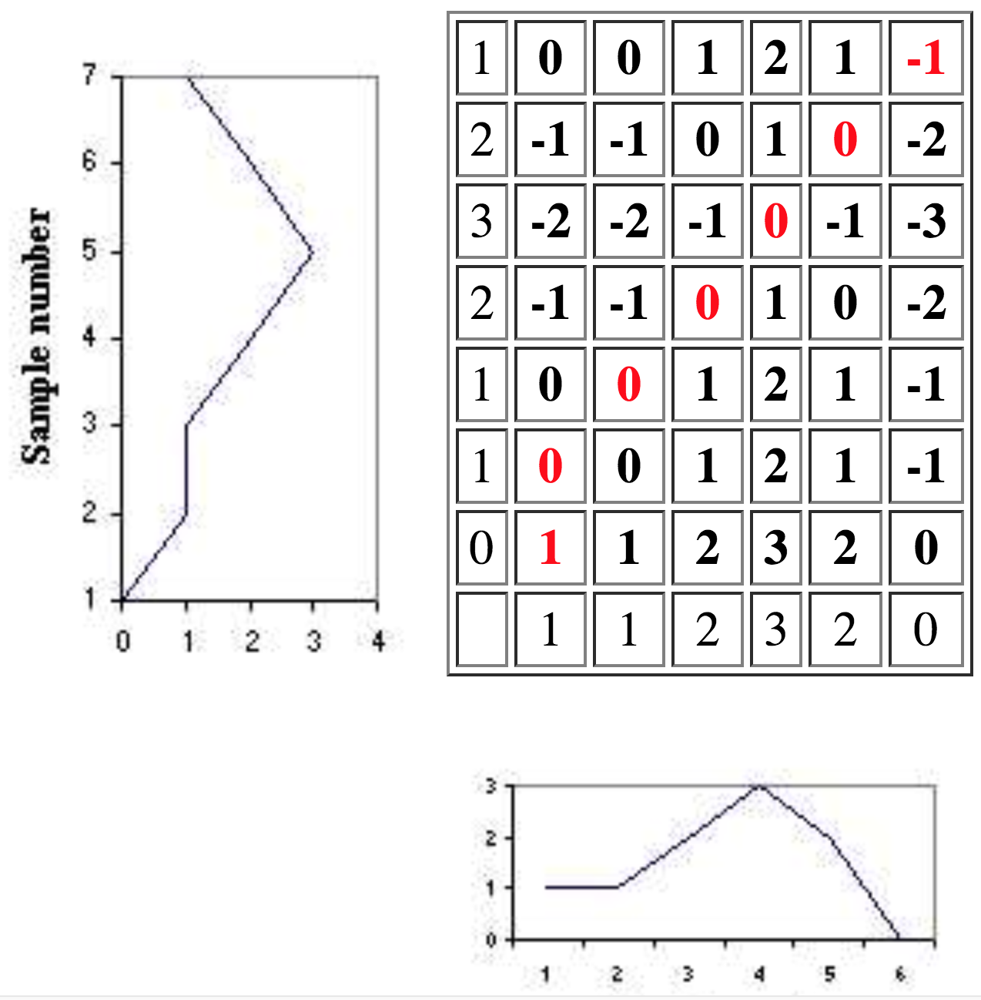 Sample number
7
6
5
4
3
2
1
0 1 2 3 4
1 0 0 1 2 1 -1
2 -1 -1 0 1 0 -2
3 -2 -2 -1 0 -1 -3
2 -1 -1 0 1 0 -2
1 0 0 1 2 1 -1
1 0 0 1 2 1 -1
0 1 1 2 3 2 0
1 1 2 3 2 0
3
2
1
0
1 2 3 4 5 6